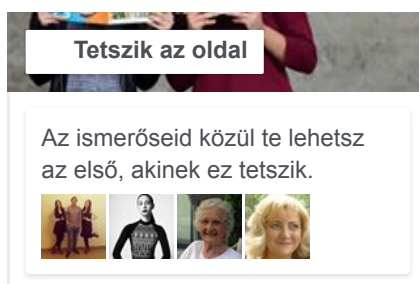 Tetszik az oldal
Az ismerőseid közül te lehetsz
az első, akinek ez tetszik.